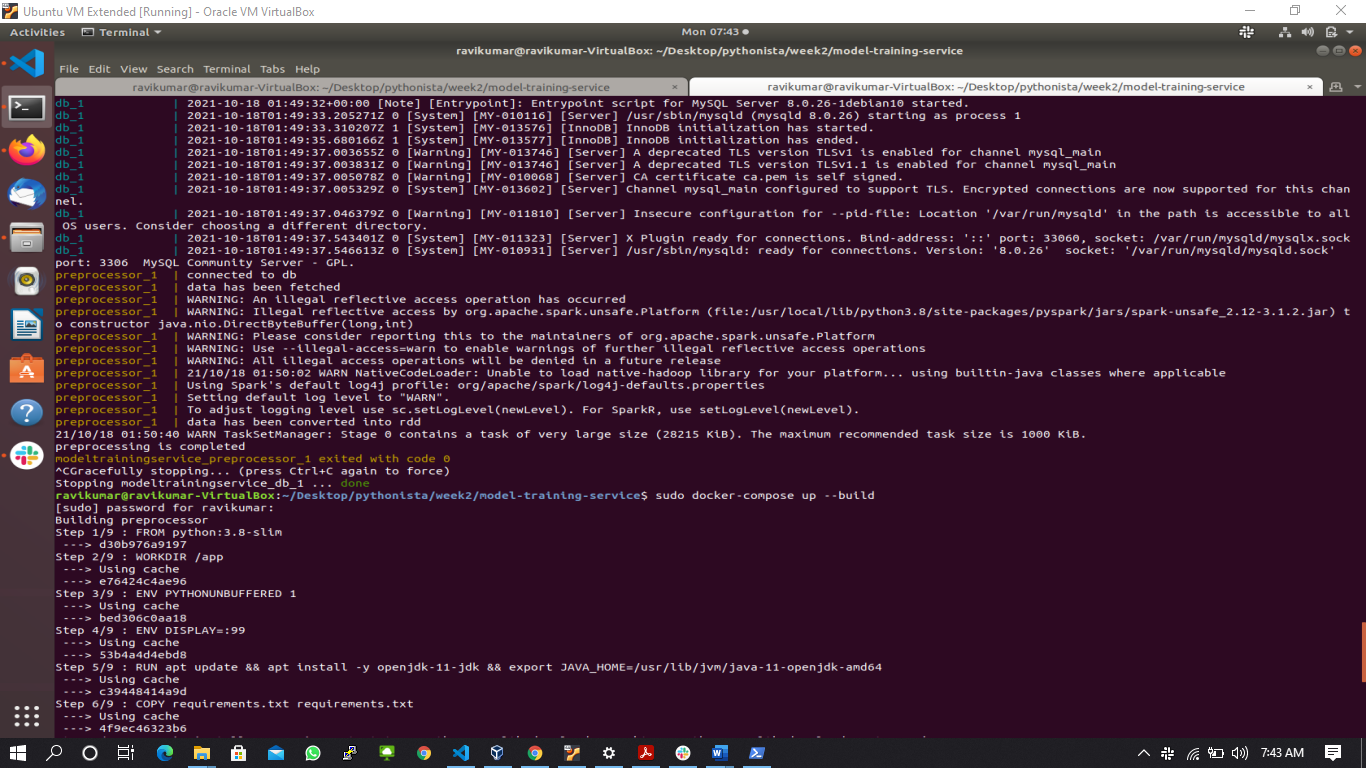 Ubuntu VM Extended [Running] - Oracle VM VirtualBox
Activities Terminal Mon 07:43
ravikumar@ravikumar-VirtualBox: ~/Desktop/pythonista/week2/model-training-service
File Edit View Search Terminal Tabs Help
ravikumar@ravikumar-VirtualBox: ~/Desktop/pythonista/week2/model-training-service × ravikumar@ravikumar-VirtualBox: ~/Desktop/pythonista/week2/model-training-service ×
db_1 | 2021-10-18 01:49:32+00:00 [Note] [Entrypoint]: Entrypoint script for MySQL Server 8.0.26-1debian10 started.
db_1 | 2021-10-18T01:49:33.205271Z 0 [System] [MY-010116] [Server] /usr/sbin/mysqld (mysqld 8.0.26) starting as process 1
db_1 | 2021-10-18T01:49:33.310207Z 1 [System] [MY-013576] [InnoDB] InnoDB initialization has started.
db_1 | 2021-10-18T01:49:35.680166Z 1 [System] [MY-013577] [InnoDB] InnoDB initialization has ended.
db_1 | 2021-10-18T01:49:37.003655Z 0 [Warning] [MY-013746] [Server] A deprecated TLS version TLSv1 is enabled for channel mysql_main
db_1 | 2021-10-18T01:49:37.003831Z 0 [Warning] [MY-013746] [Server] A deprecated TLS version TLSv1.1 is enabled for channel mysql_main
db_1 | 2021-10-18T01:49:37.005078Z 0 [Warning] [MY-010068] [Server] CA certificate ca.pem is self signed.
db_1 | 2021-10-18T01:49:37.005329Z 0 [System] [MY-013602] [Server] Channel mysql_main configured to support TLS. Encrypted connections are now supported for this chan
nel.
db_1 | 2021-10-18T01:49:37.046379Z 0 [Warning] [MY-011810] [Server] Insecure configuration for --pid-file: Location '/var/run/mysqld' in the path is accessible to all
OS users. Consider choosing a different directory.
db_1 | 2021-10-18T01:49:37.543401Z 0 [System] [MY-011323] [Server] X Plugin ready for connections. Bind-address: '::' port: 33060, socket: /var/run/mysqld/mysqlx.sock
db_1 | 2021-10-18T01:49:37.546613Z 0 [System] [MY-010931] [Server] /usr/sbin/mysqld: ready for connections. Version: '8.0.26' socket: '/var/run/mysqld/mysqld.sock'
port: 3306 MySQL Community Server - GPL.
preprocessor_1 | connected to db
preprocessor_1 | data has been fetched
preprocessor_1 | WARNING: An illegal reflective access operation has occurred
preprocessor_1 | WARNING: Illegal reflective access by org.apache.spark.unsafe.Platform (file:/usr/local/lib/python3.8/site-packages/pyspark/jars/spark-unsafe_2.12-3.1.2.jar) t
o constructor java.nio.DirectByteBuffer(long,int)
preprocessor_1 | WARNING: Please consider reporting this to the maintainers of org.apache.spark.unsafe.Platform
preprocessor_1 | WARNING: Use --illegal-access=warn to enable warnings of further illegal reflective access operations
preprocessor_1 | WARNING: All illegal access operations will be denied in a future release
preprocessor_1 | 21/10/18 01:50:02 WARN NativeCodeLoader: Unable to load native-hadoop library for your platform... using builtin-java classes where applicable
preprocessor_1 | Using Spark's default log4j profile: org/apache/spark/log4j-defaults.properties
preprocessor_1 | Setting default log level to "WARN".
preprocessor_1 | To adjust logging level use sc.setLogLevel(newLevel). For SparkR, use setLogLevel(newLevel).
preprocessor_1 | data has been converted into rdd
21/10/18 01:50:40 WARN TaskSetManager: Stage 0 contains a task of very large size (28215 KiB). The maximum recommended task size is 1000 KiB.
preprocessing is completed
modeltrainingservice_preprocessor_1 exited with code 0
^CGracefully stopping... (press Ctrl+C again to force)
Stopping modeltrainingservice_db_1 ... done
ravikumar@ravikumar-VirtualBox:~/Desktop/pythonista/week2/model-training-service$ sudo docker-compose up --build
[sudo] password for ravikumar:
Building preprocessor
Step 1/9 : FROM python:3.8-slim
---> d30b976a9197
Step 2/9 : WORKDIR /app
---> Using cache
---> e76424c4ae96
Step 3/9 : ENV PYTHONUNBUFFERED 1
---> Using cache
---> bed306c0aa18
Step 4/9 : ENV DISPLAY=:99
---> Using cache
---> 53b4a4d4ebd8
Step 5/9 : RUN apt update && apt install -y openjdk-11-jdk && export JAVA_HOME=/usr/lib/jvm/java-11-openjdk-amd64
---> Using cache
---> c39448414a9d
Step 6/9 : COPY requirements.txt requirements.txt
---> Using cache
---> 4f9ec46323b6
7:43 AM